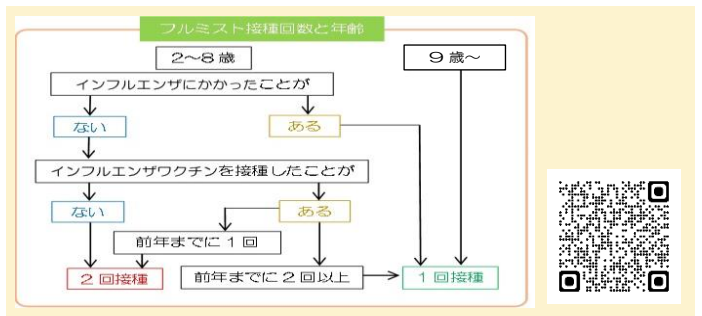 フルミスト接種回数と年齢
2～8歳
9歳～
インフルエンザにかかったことが
ない
ある
インフルエンザワクチンを接種したことが
ない
ある
前年までに1回
2回接種
前年までに2回以上
1回接種